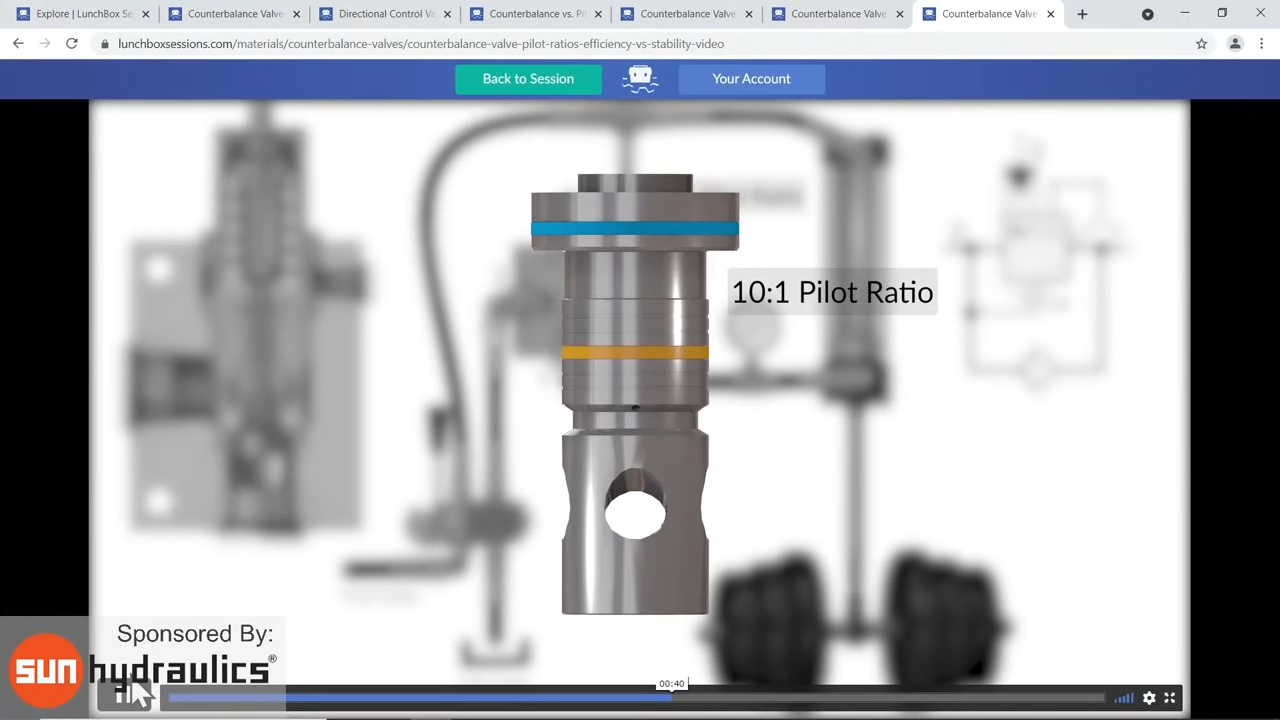 Explore | LunchBox Se
Counterbalance Valve
Directional Control Va
Counterbalance vs. Pi
Counterbalance Valve
Counterbalance Valve
Counterbalance Valve
lunchboxsessions.com/materials/counterbalance-valves/counterbalance-valve-pilot-ratios-efficiency-vs-stability-video
Back to Session
Your Account
10:1 Pilot Ratio
Sponsored By:
sun hydraulics®
00:40